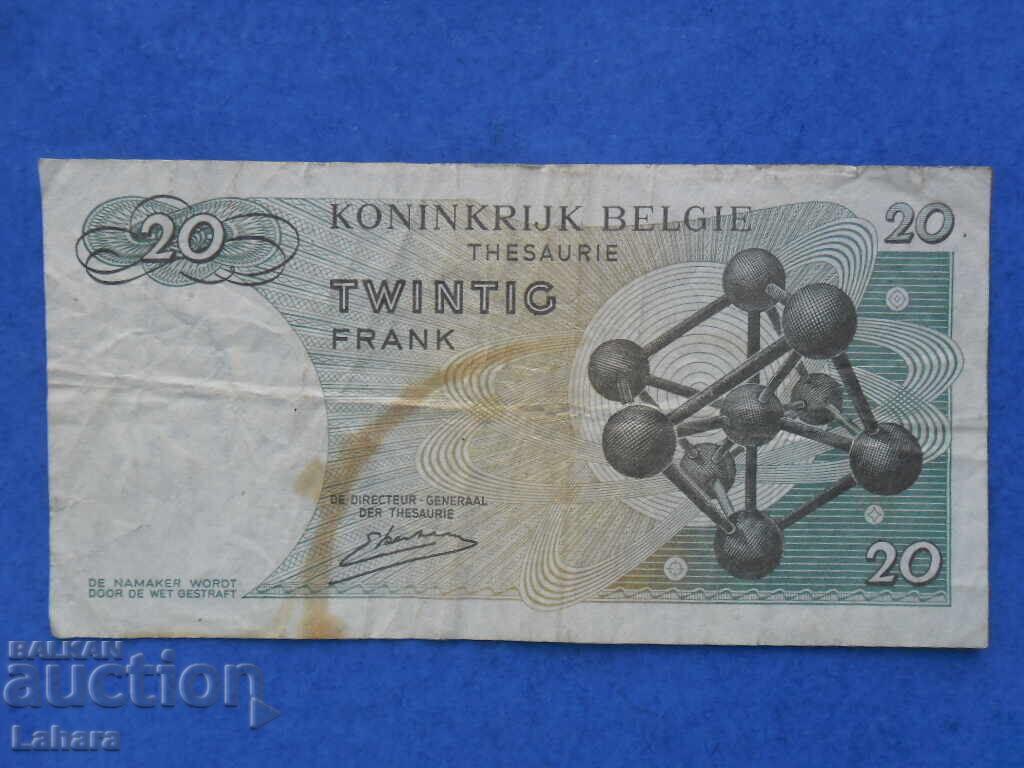 20
KONINKRIJK BELGIE
20
THESAURIE
TWINTIG
FRANK
DE DIRECTEUR-GENERAAL
DER THESAURIE
20
DE NAMAKER WORDT
DOOR DE WET GESTRAFT
BALKAN
auction
Lahara